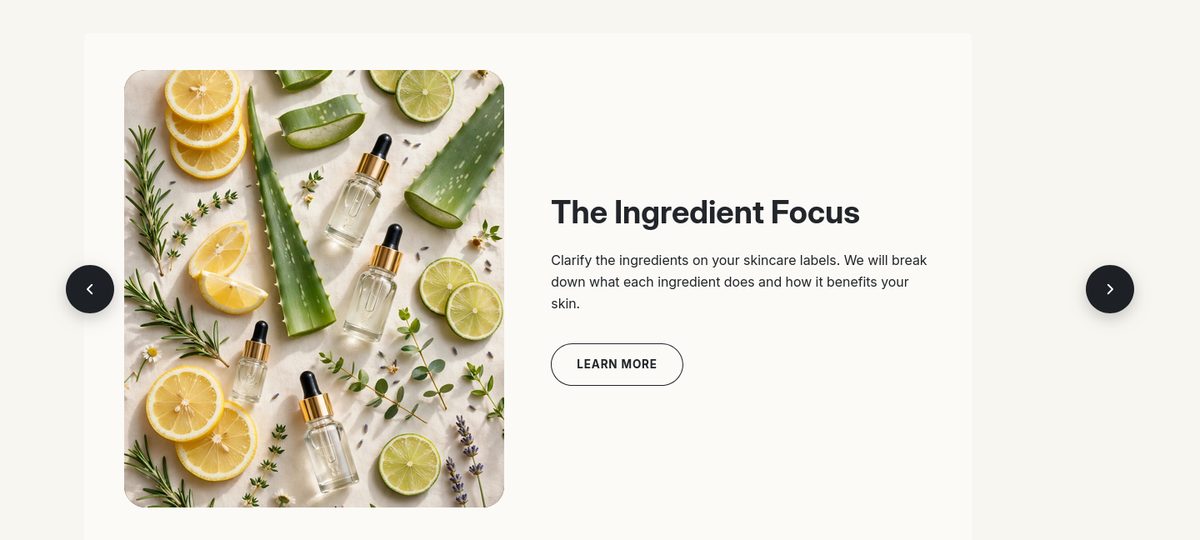 The Ingredient Focus
Clarify the ingredients on your skincare labels. We will break
down what each ingredient does and how it benefits your
skin.
LEARN MORE